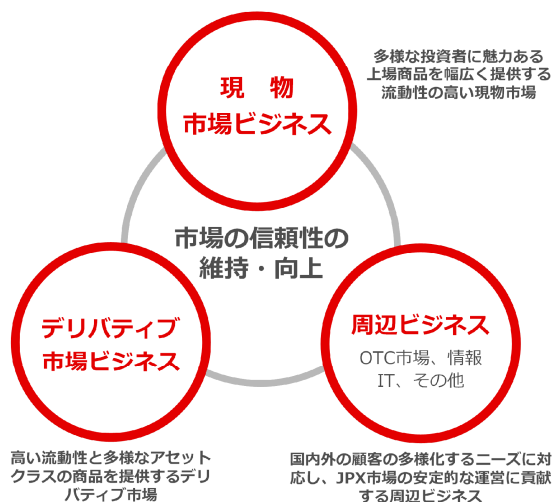 多様な投資者に魅力ある
上場商品を幅広く提供する
流動性の高い現物市場
現　物
市場ビジネス
市場の信頼性の
維持・向上
デリバティブ
市場ビジネス
周辺ビジネス
OTC市場、情報
IT、その他
高い流動性と多様なアセット
クラスの商品を提供するデリ
バティブ市場
国内外の顧客の多様化するニーズに対
応し、JPX市場の安定的な運営に貢献
する周辺ビジネス